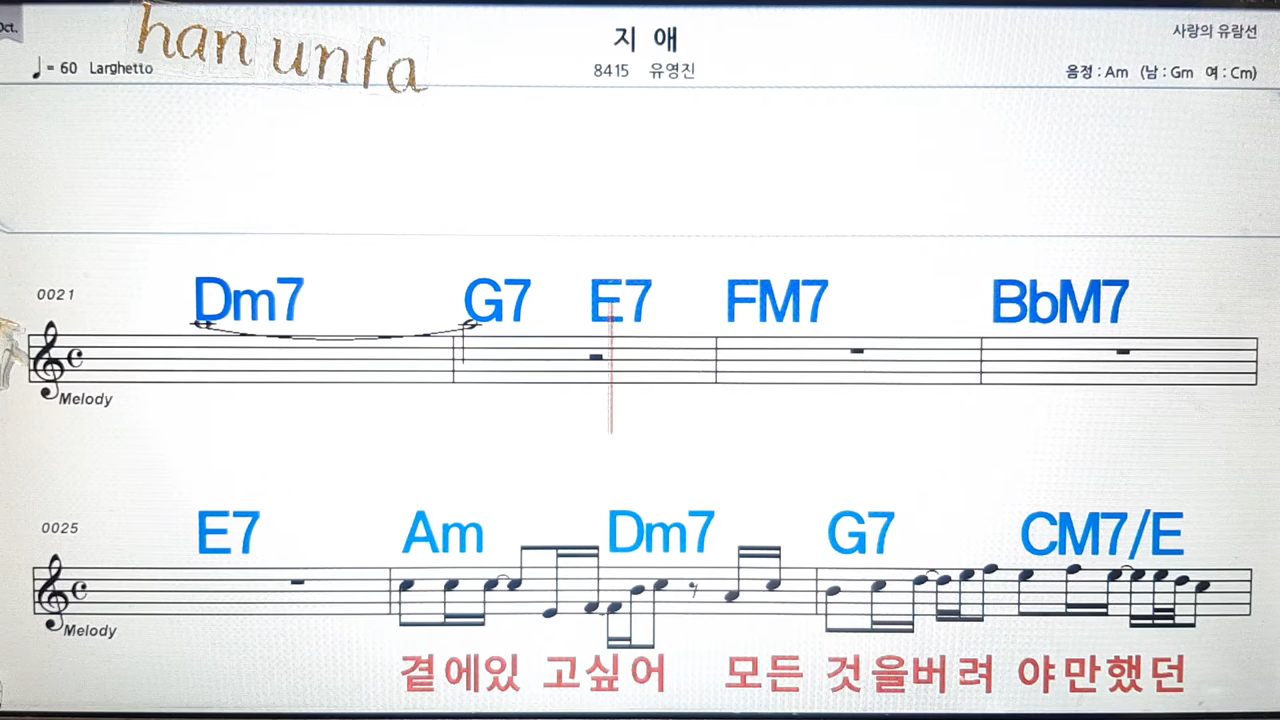 Oct.
han unfa
지 애
사랑의 유람선
♩= 60 Larghetto
8415 유영진
음정 : Am (남 : Gm 여 : Cm)
Dm7 G7 E7 FM7 BbM7
0021
Melody
E7 Am Dm7 G7 CM7/E
0025
Melody
곁에있 고싶어 모든 것을버려 야만했던